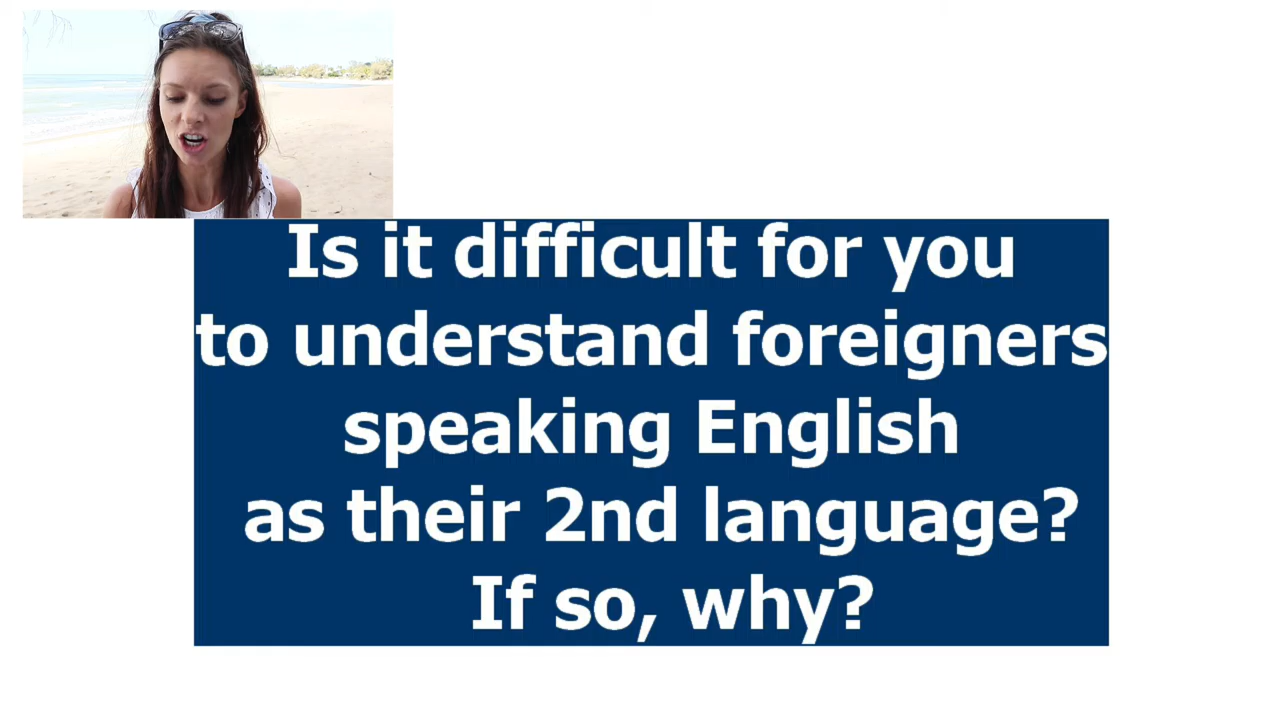 Is it difficult for you
to understand foreigners
speaking English
as their 2nd language?
If so, why?